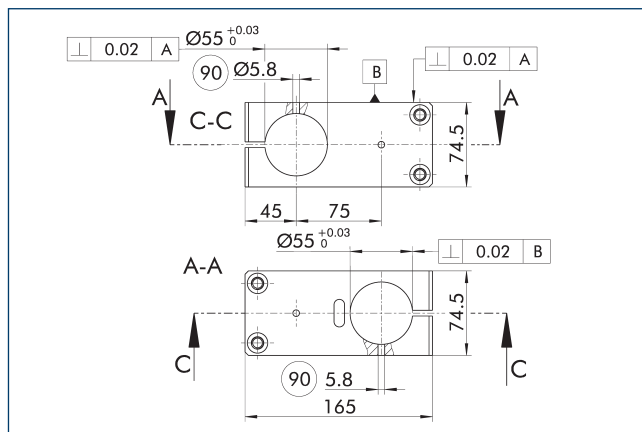 Ø55 +0.03 0
⊥ 0.02 A
90 Ø5.8
B
⊥ 0.02 A
A
A
C-C
74.5
45 75
Ø55 +0.03 0
⊥ 0.02 B
A-A
74.5
C
C
90 5.8
165